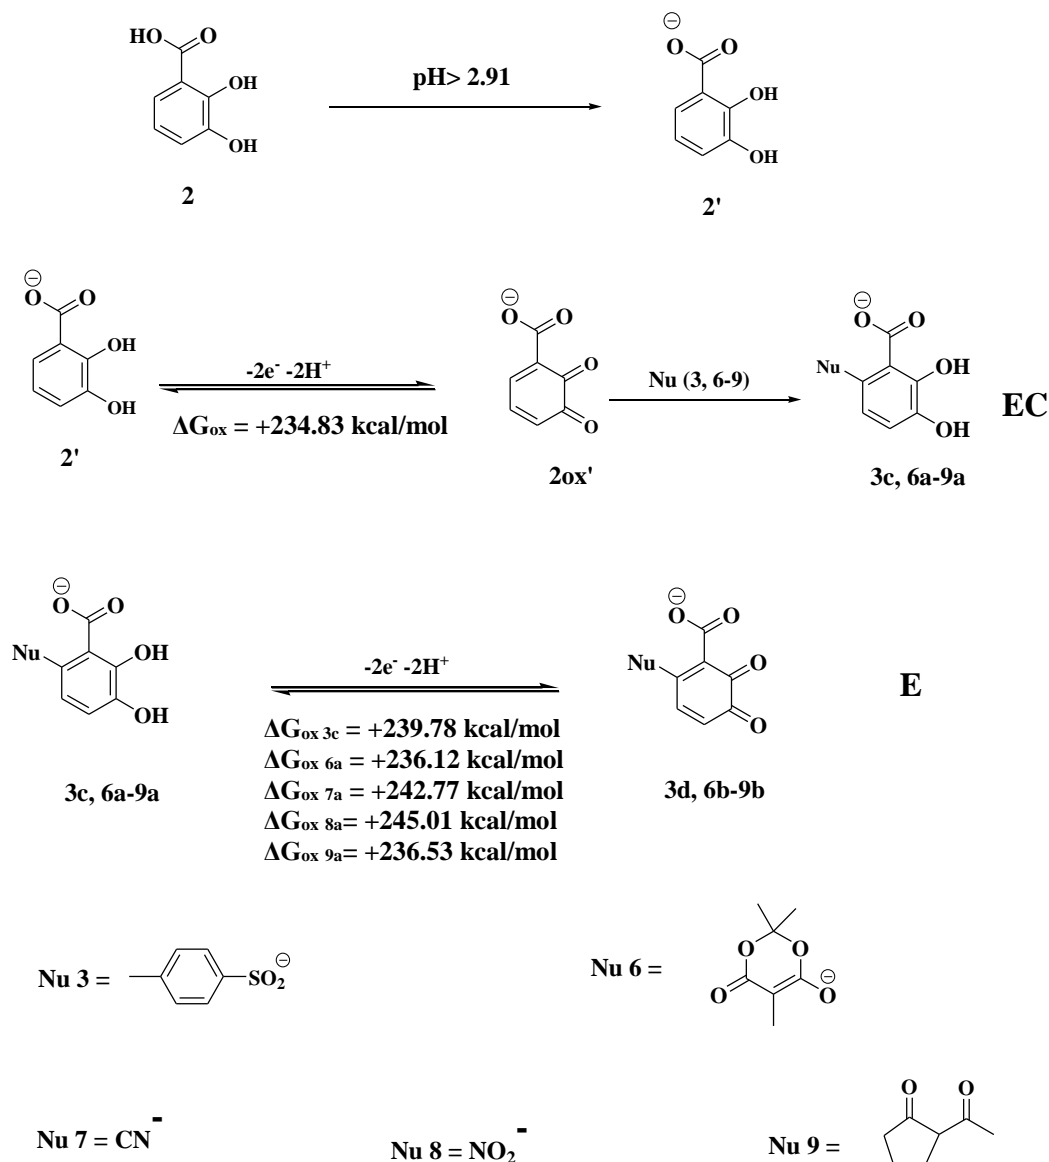 HO O
OH
OH
2
pH> 2.91
⊖
O O
OH
OH
2'
⊖
O O
OH
OH
2'
-2e⁻ -2H⁺
ΔGox = +234.83 kcal/mol
⊖
O O
O
O
2ox'
Nu (3, 6-9)
⊖
O O
Nu OH
OH
3c, 6a-9a
EC
⊖
O O
Nu OH
OH
3c, 6a-9a
-2e⁻ -2H⁺
ΔGox 3c = +239.78 kcal/mol
ΔGox 6a = +236.12 kcal/mol
ΔGox 7a = +242.77 kcal/mol
ΔGox 8a = +245.01 kcal/mol
ΔGox 9a= +236.53 kcal/mol
⊖
O O
Nu O
O
3d, 6b-9b
E
Nu 3 = SO₂⊖
Nu 6 =
O O
O O⊖
Nu 7 = CN⁻
Nu 8 = NO₂⁻
Nu 9 =
O O